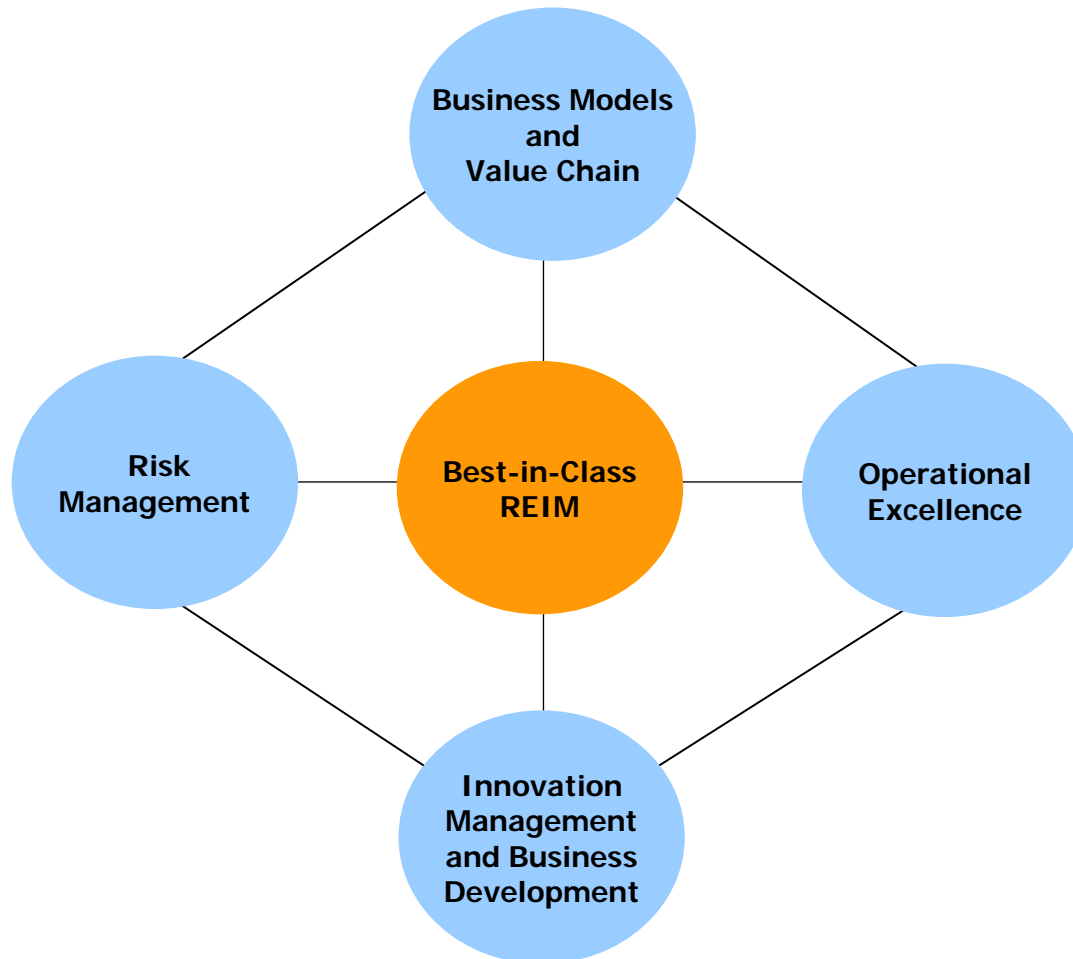 Business Models
and
Value Chain
Risk
Management
Best-in-Class
REIM
Operational
Excellence
Innovation
Management
and Business
Development